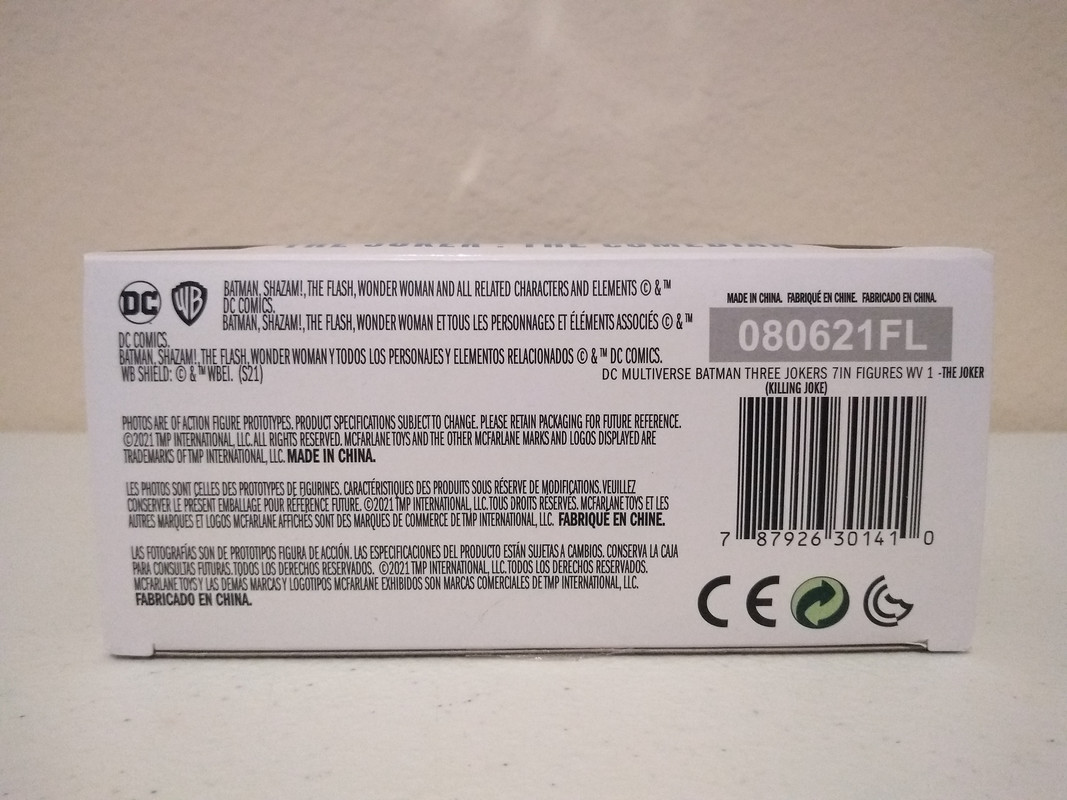 THE JOKER : THE COMEDIAN
DC
WB
BATMAN, SHAZAM!, THE FLASH, WONDER WOMAN AND ALL RELATED CHARACTERS AND ELEMENTS © & ™
DC COMICS.
BATMAN, SHAZAM!, THE FLASH, WONDER WOMAN ET TOUS LES PERSONNAGES ET ÉLÉMENTS ASSOCIÉS © & ™
DC COMICS.
BATMAN, SHAZAM!, THE FLASH, WONDER WOMAN Y TODOS LOS PERSONAJES Y ELEMENTOS RELACIONADOS © & ™ DC COMICS.
WB SHIELD: © & ™ WBEI. (S21)
PHOTOS ARE OF ACTION FIGURE PROTOTYPES. PRODUCT SPECIFICATIONS SUBJECT TO CHANGE. PLEASE RETAIN PACKAGING FOR FUTURE REFERENCE.
©2021 TMP INTERNATIONAL, LLC. ALL RIGHTS RESERVED. MCFARLANE TOYS AND THE OTHER MCFARLANE MARKS AND LOGOS DISPLAYED ARE
TRADEMARKS OF TMP INTERNATIONAL, LLC. MADE IN CHINA.
LES PHOTOS SONT CELLES DES PROTOTYPES DE FIGURINES. CARACTÉRISTIQUES DES PRODUITS SOUS RÉSERVE DE MODIFICATIONS. VEUILLEZ
CONSERVER LE PRÉSENT EMBALLAGE POUR RÉFÉRENCE FUTURE. ©2021 TMP INTERNATIONAL, LLC. TOUS DROITS RÉSERVÉS. MCFARLANE TOYS ET LES
AUTRES MARQUES ET LOGOS MCFARLANE AFFICHÉS SONT DES MARQUES DE COMMERCE DE TMP INTERNATIONAL, LLC. FABRIQUÉ EN CHINE.
LAS FOTOGRAFÍAS SON DE PROTOTIPOS FIGURA DE ACCIÓN. LAS ESPECIFICACIONES DEL PRODUCTO ESTÁN SUJETAS A CAMBIOS. CONSERVA LA CAJA
PARA CONSULTAS FUTURAS. TODOS LOS DERECHOS RESERVADOS. ©2021 TMP INTERNATIONAL, LLC. TODOS LOS DERECHOS RESERVADOS.
MCFARLANE TOYS Y LAS DEMÁS MARCAS Y LOGOTIPOS MCFARLANE EXHIBIDOS SON MARCAS COMERCIALES DE TMP INTERNATIONAL, LLC.
FABRICADO EN CHINA.
MADE IN CHINA. FABRIQUÉ EN CHINE. FABRICADO EN CHINA.
080621FL
DC MULTIVERSE BATMAN THREE JOKERS 7IN FIGURES WV 1 -THE JOKER
(KILLING JOKE)
7 87926 30141 0
CE